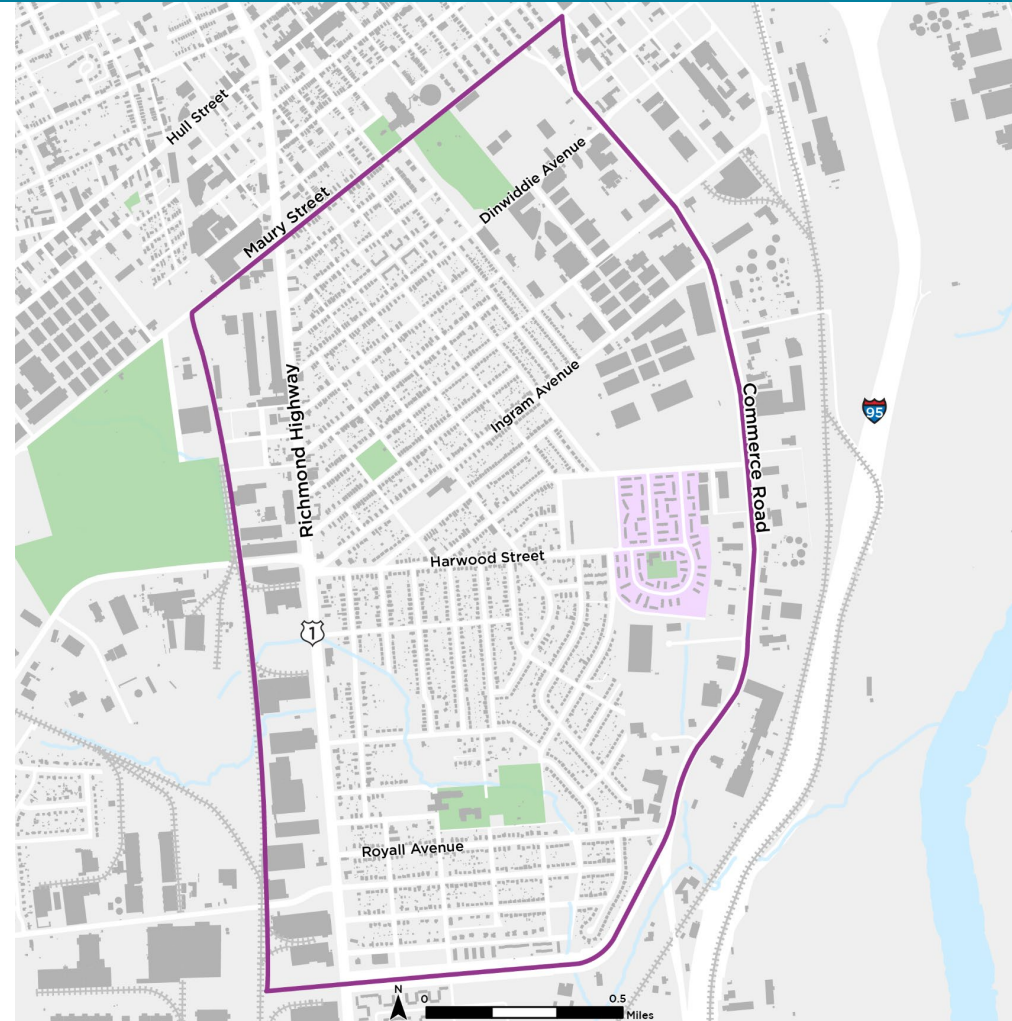 Hull Street
Maury Street
Dinwiddie Avenue
Ingram Avenue
Richmond Highway
Commerce Road
95
Harwood Street
1
Royall Avenue
N
0
0.5
Miles